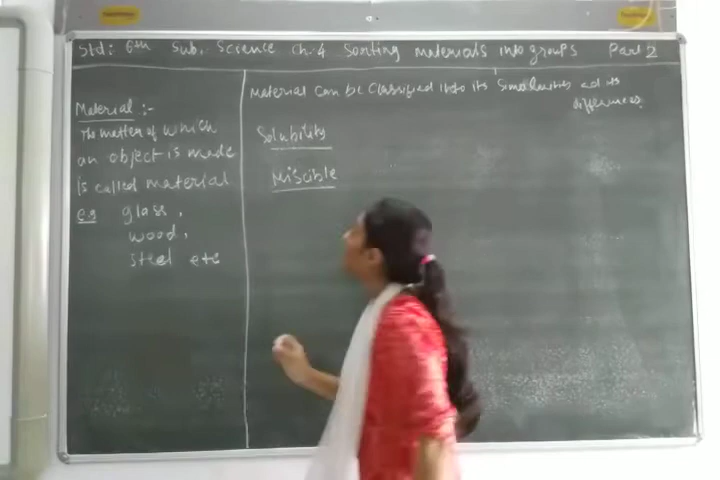 Std: 6th Sub. Science Ch-4 Sorting materials into groups Part 2
Material :-
The matter of which
an object is made
is called material
e.g glass,
wood,
steel etc
Material can be classified into its similarities and its
differences.
Solubility
Miscible